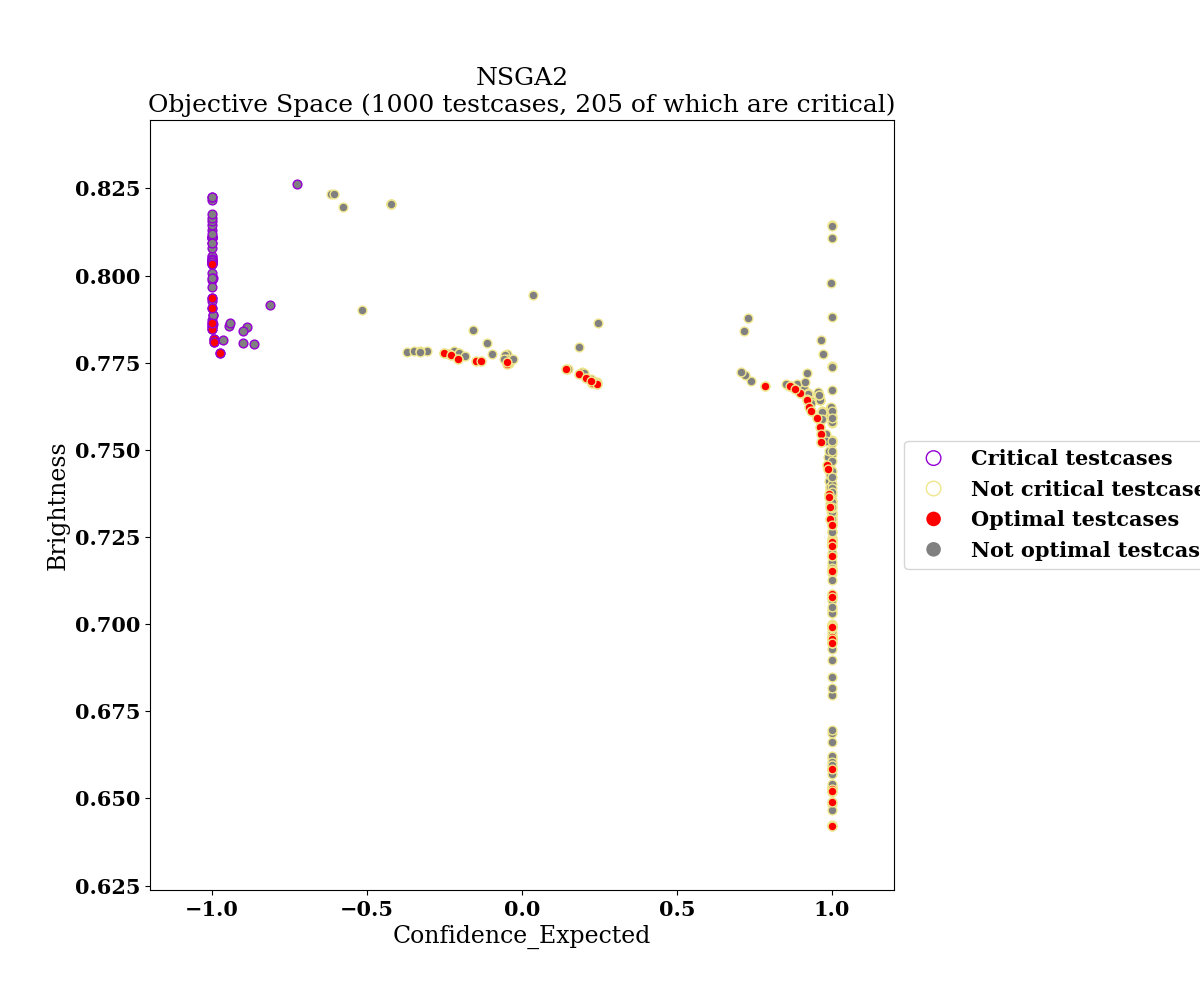 NSGA2
Objective Space (1000 testcases, 205 of which are critical)
0.825
0.800
0.775
0.750
0.725
0.700
0.675
0.650
0.625
Brightness
−1.0
−0.5
0.0
0.5
1.0
Confidence_Expected
Critical testcases
Not critical testcase
Optimal testcases
Not optimal testcas